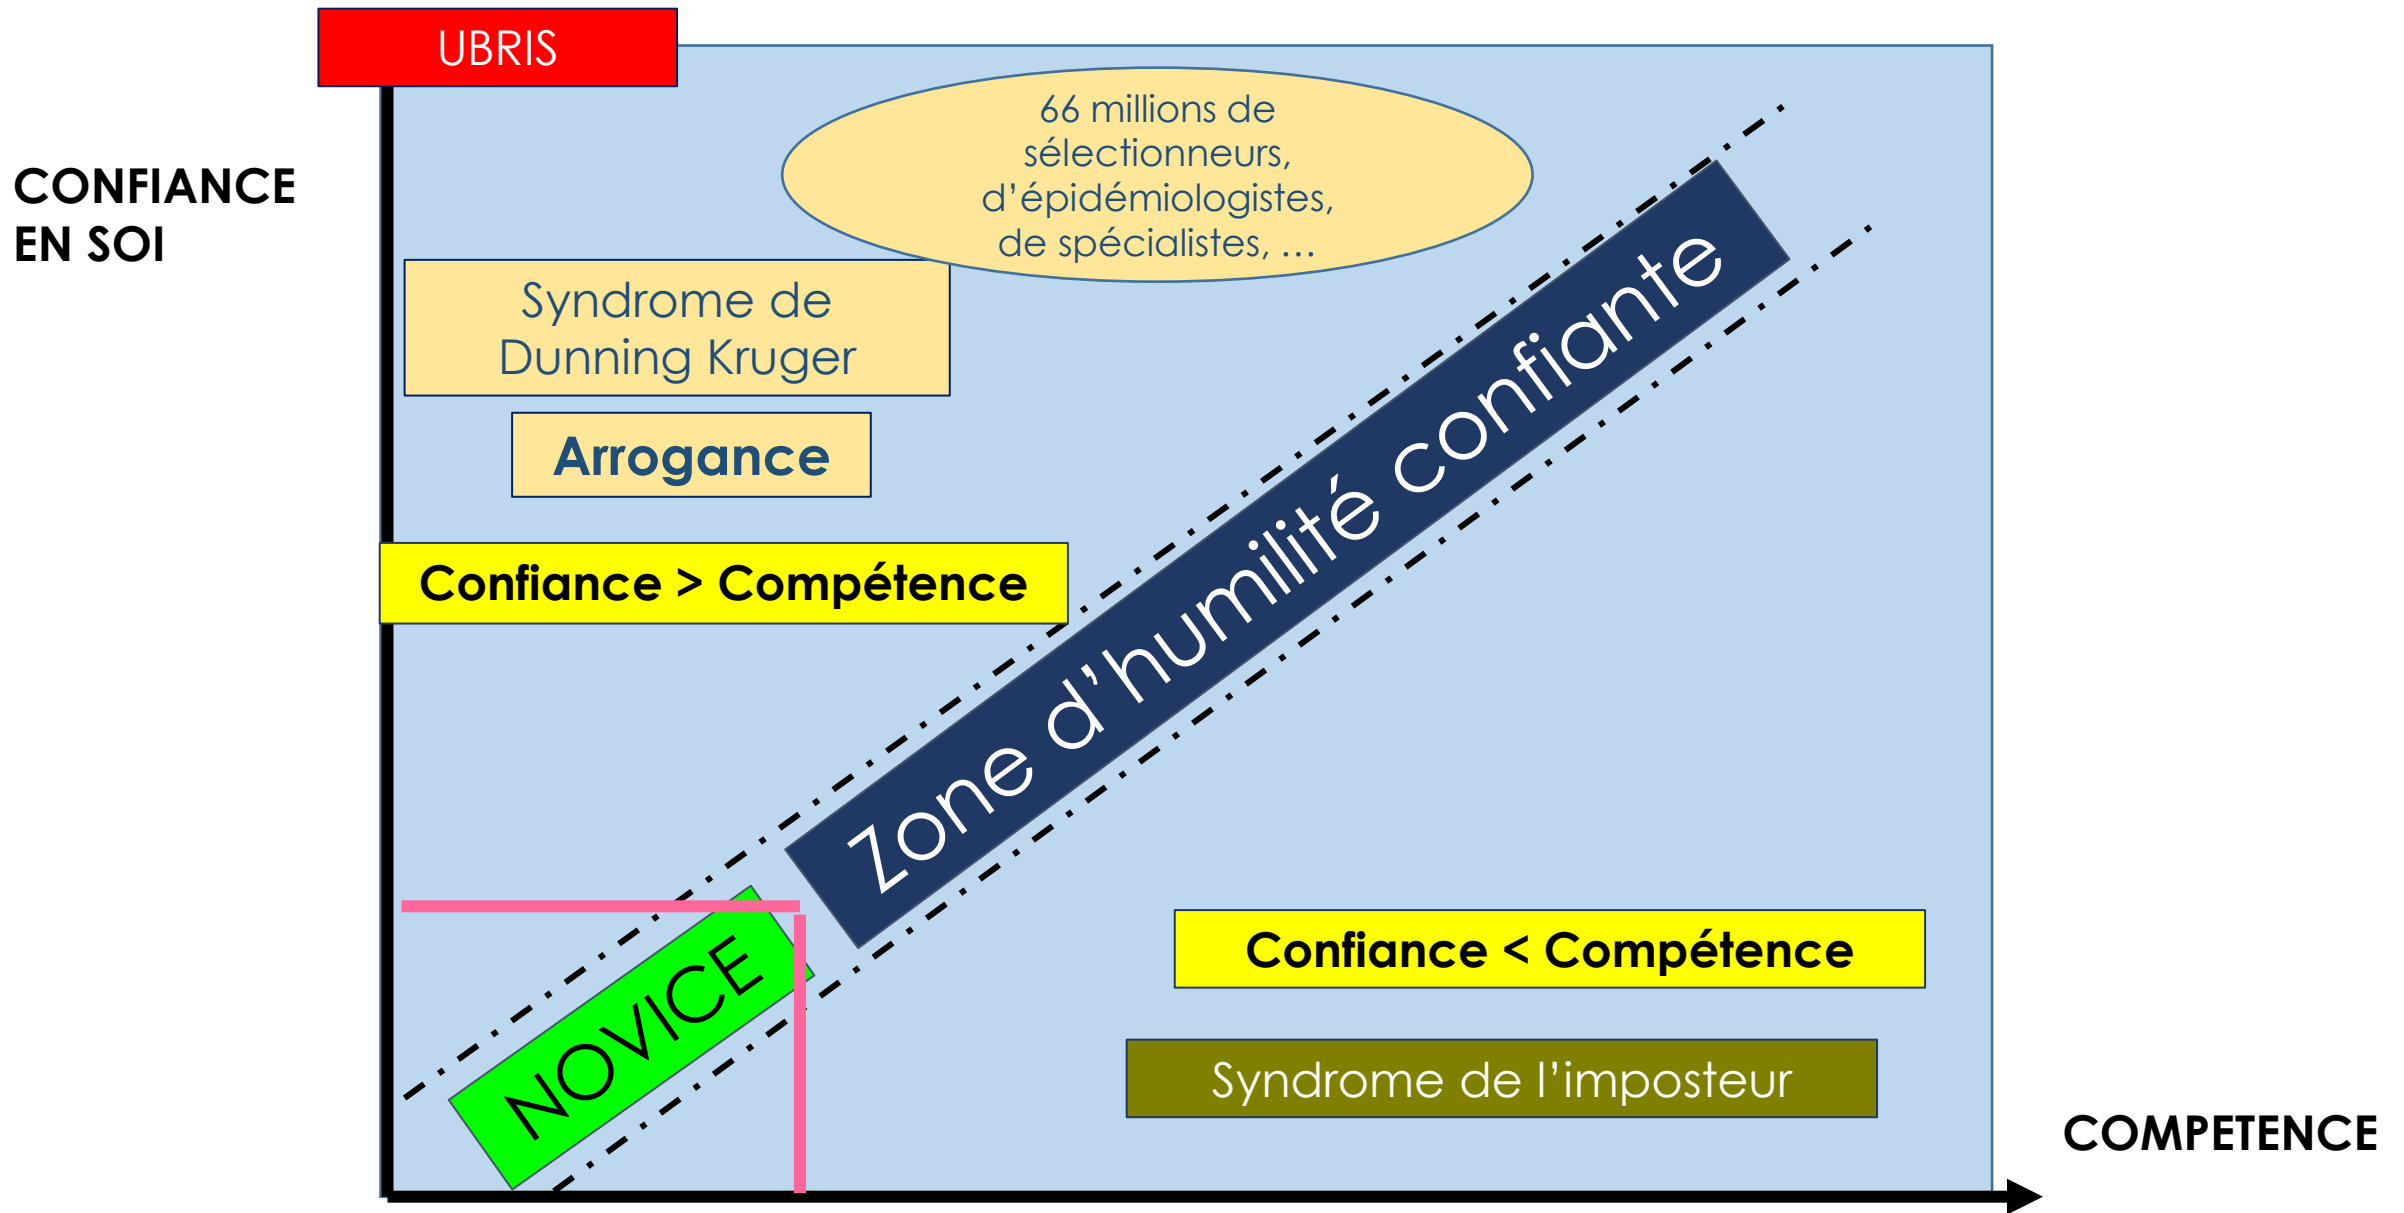 UBRIS
CONFIANCE
EN SOI
66 millions de
sélectionneurs,
d’épidémiologistes,
de spécialistes, …
Syndrome de
Dunning Kruger
Arrogance
Confiance > Compétence
Zone d’humilité confiante
NOVICE
Confiance < Compétence
Syndrome de l’imposteur
COMPETENCE